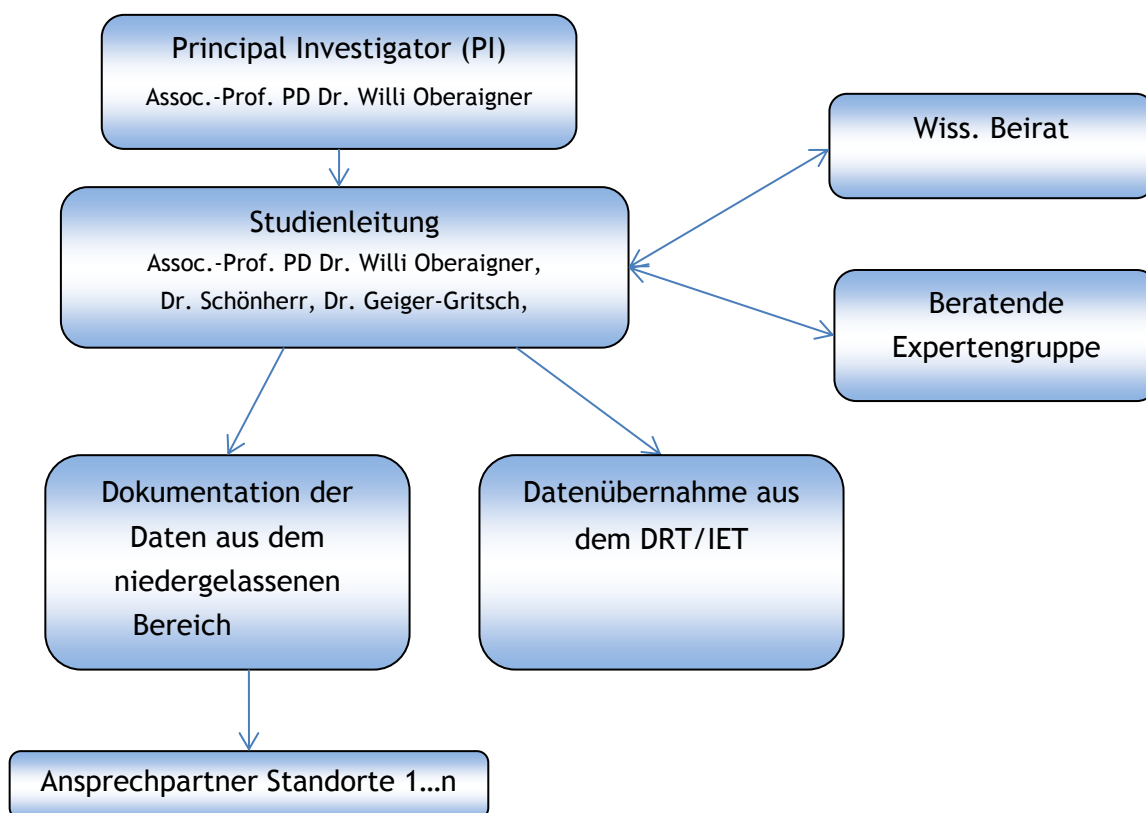 Principal Investigator (PI)
Assoc.-Prof. PD Dr. Willi Oberaigner
Wiss. Beirat
Studienleitung
Assoc.-Prof. PD Dr. Willi Oberaigner,
Dr. Schönherr, Dr. Geiger-Gritsch,
Beratende
Expertengruppe
Dokumentation der
Daten aus dem
niedergelassenen
Bereich
Datenübernahme aus
dem DRT/IET
Ansprechpartner Standorte 1…n